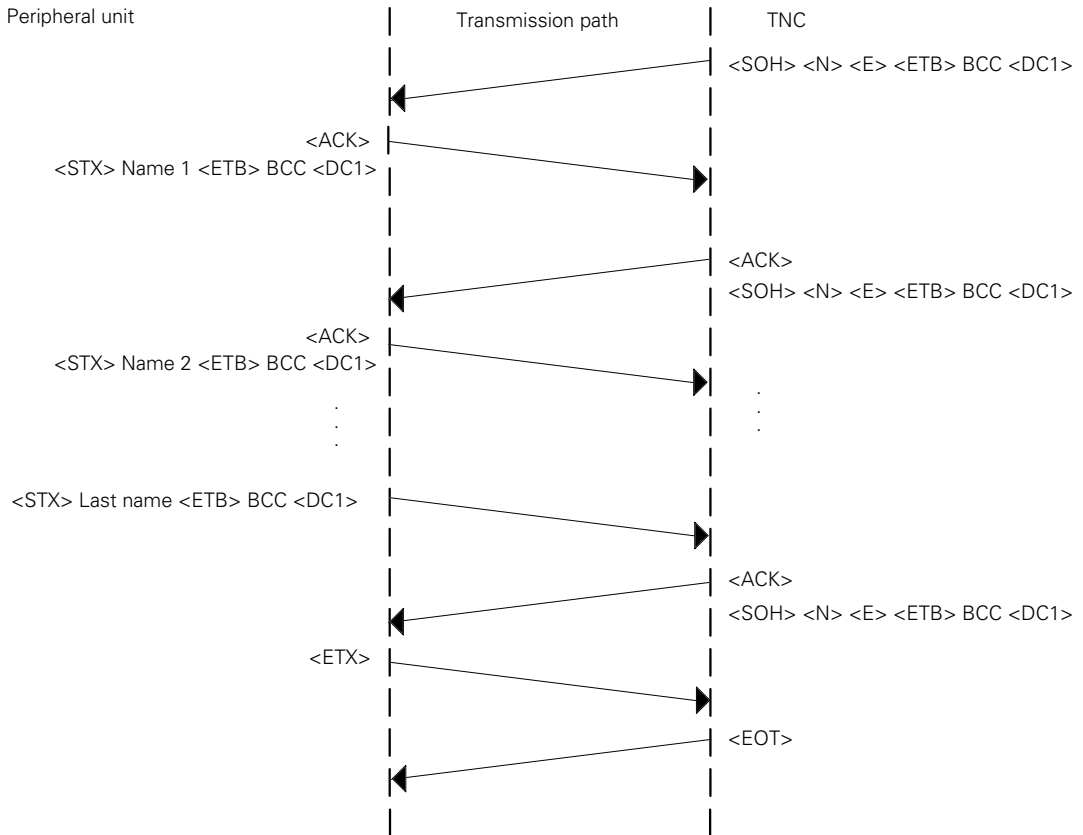 Peripheral unit
Transmission path
TNC
<SOH> <N> <E> <ETB> BCC <DC1>
<ACK>
<STX> Name 1 <ETB> BCC <DC1>
<ACK>
<SOH> <N> <E> <ETB> BCC <DC1>
<ACK>
<STX> Name 2 <ETB> BCC <DC1>
.
.
.
.
.
.
<STX> Last name <ETB> BCC <DC1>
<ACK>
<SOH> <N> <E> <ETB> BCC <DC1>
<ETX>
<EOT>